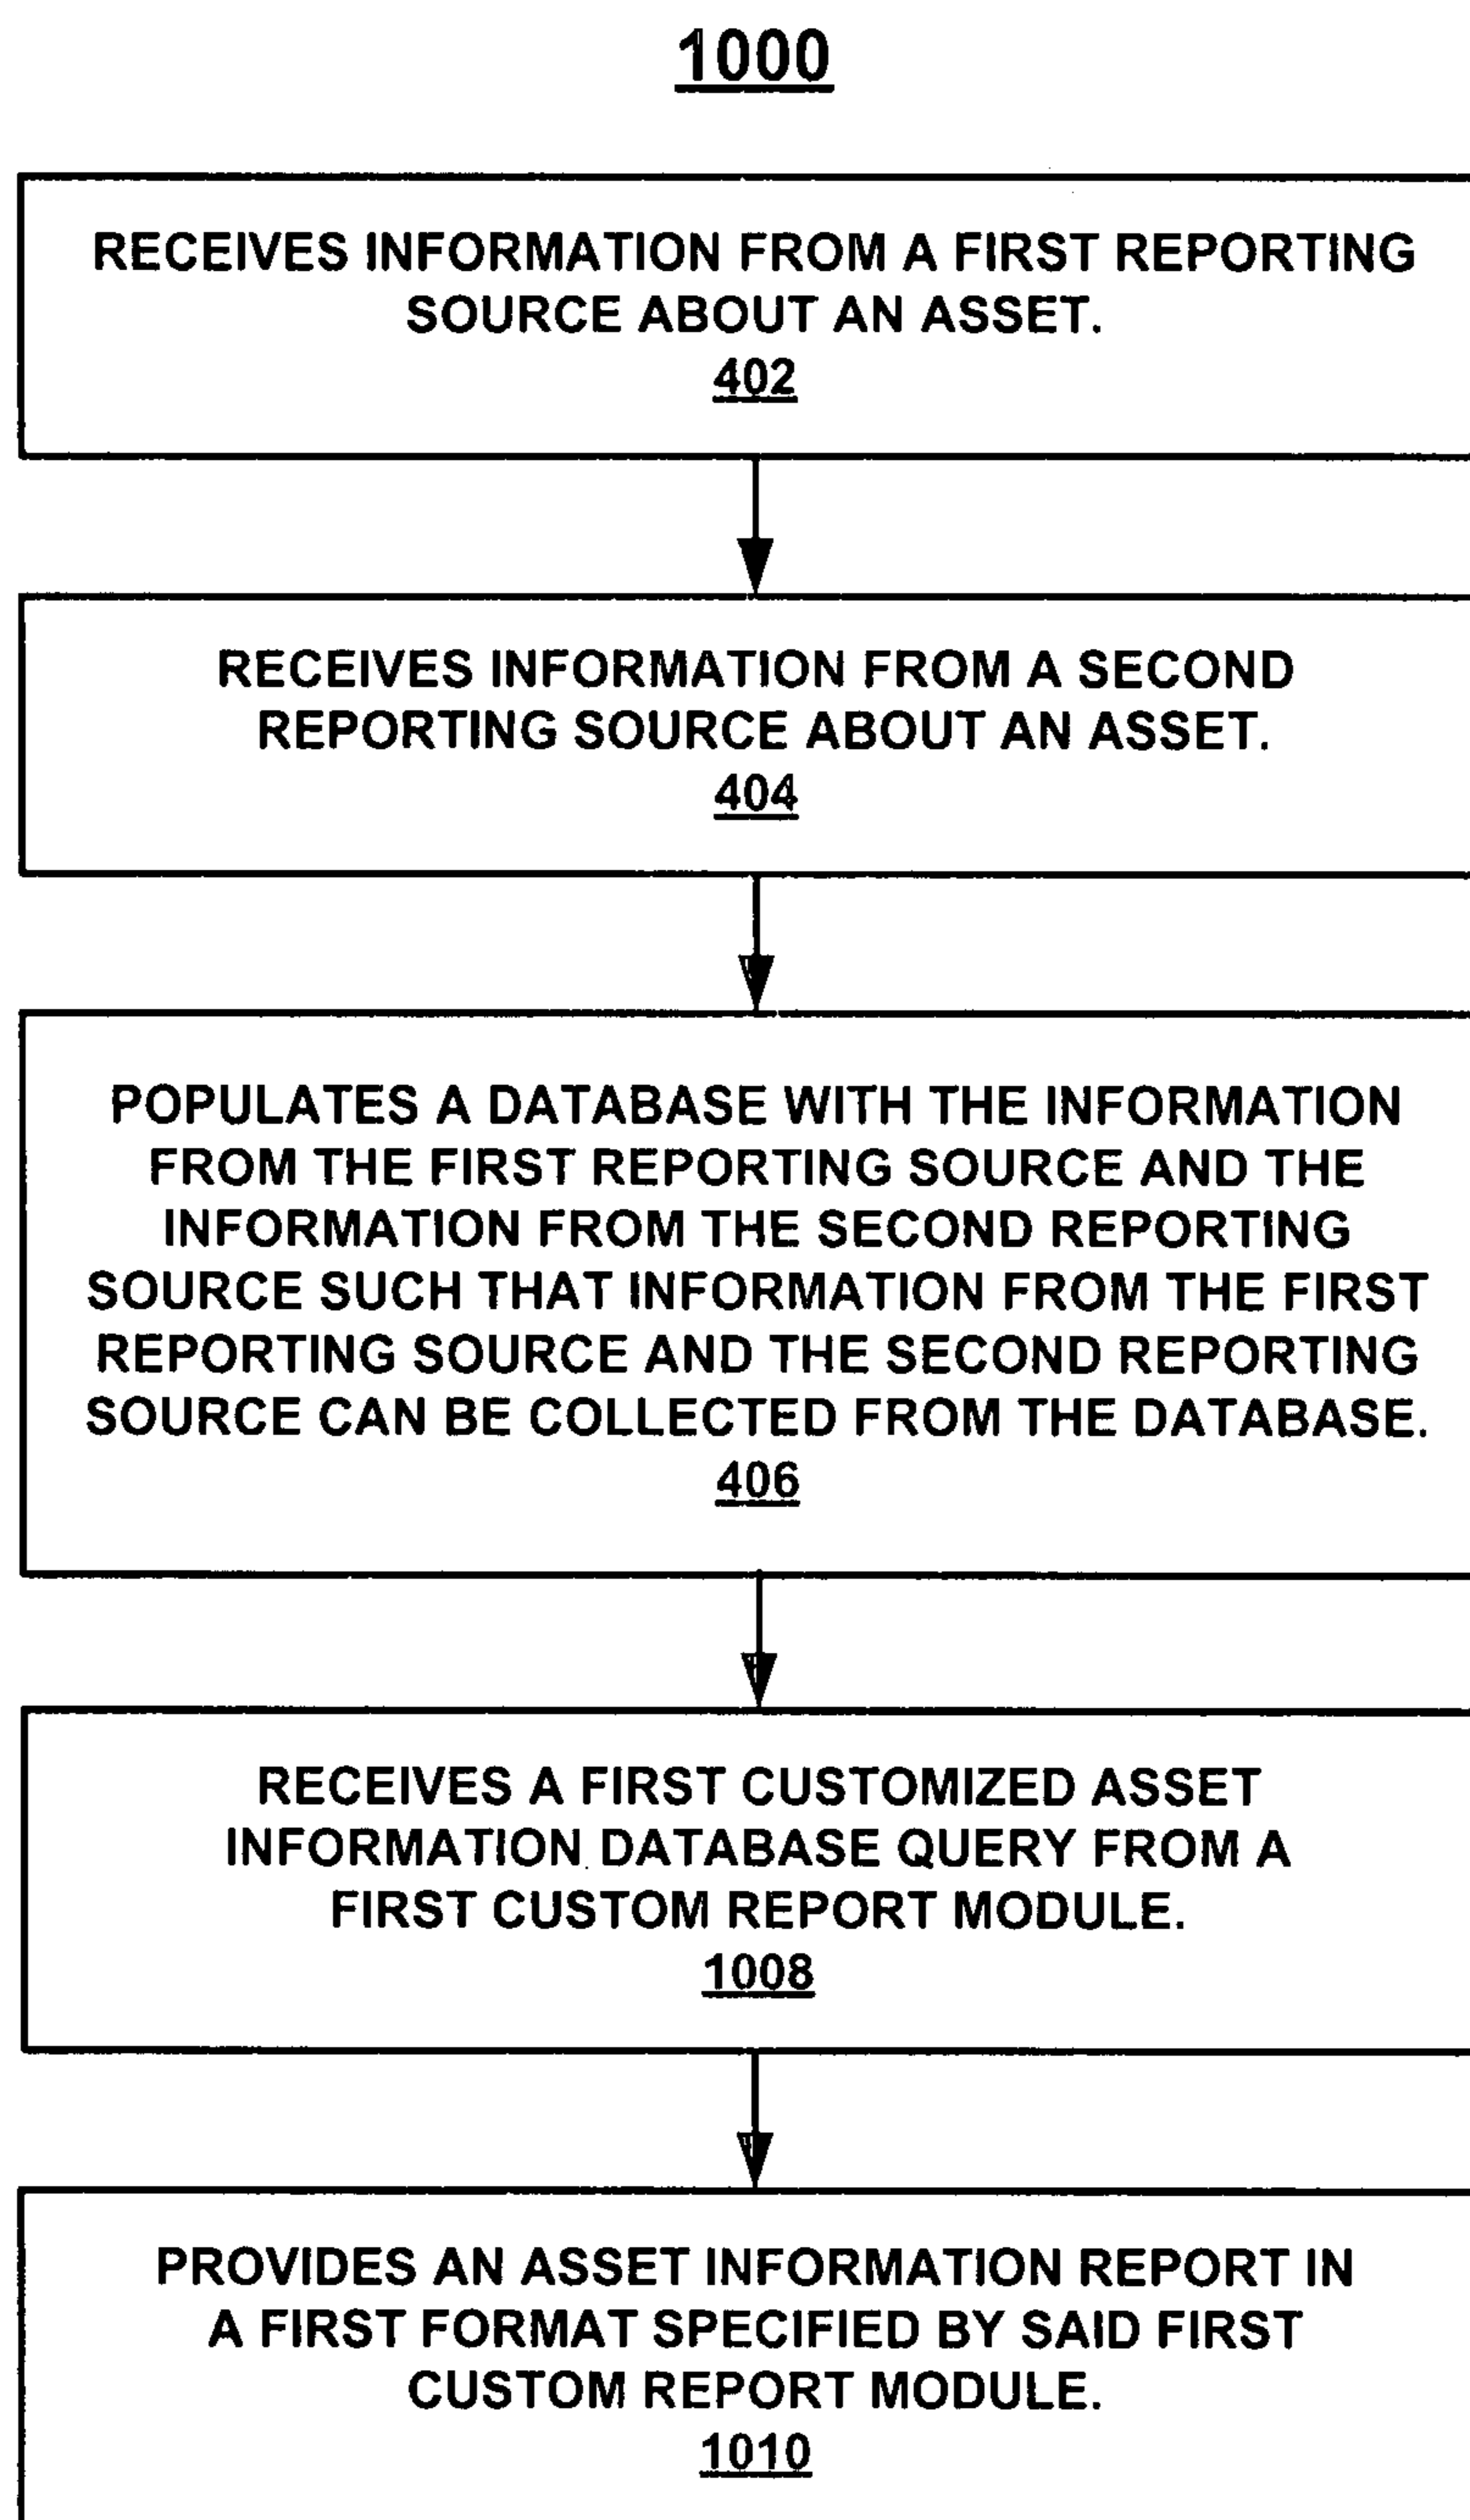 1000
RECEIVES INFORMATION FROM A FIRST REPORTING
SOURCE ABOUT AN ASSET.
402
RECEIVES INFORMATION FROM A SECOND
REPORTING SOURCE ABOUT AN ASSET.
404
POPULATES A DATABASE WITH THE INFORMATION
FROM THE FIRST REPORTING SOURCE AND THE
INFORMATION FROM THE SECOND REPORTING
SOURCE SUCH THAT INFORMATION FROM THE FIRST
REPORTING SOURCE AND THE SECOND REPORTING
SOURCE CAN BE COLLECTED FROM THE DATABASE.
406
RECEIVES A FIRST CUSTOMIZED ASSET
INFORMATION DATABASE QUERY FROM A
FIRST CUSTOM REPORT MODULE.
1008
PROVIDES AN ASSET INFORMATION REPORT IN
A FIRST FORMAT SPECIFIED BY SAID FIRST
CUSTOM REPORT MODULE.
1010